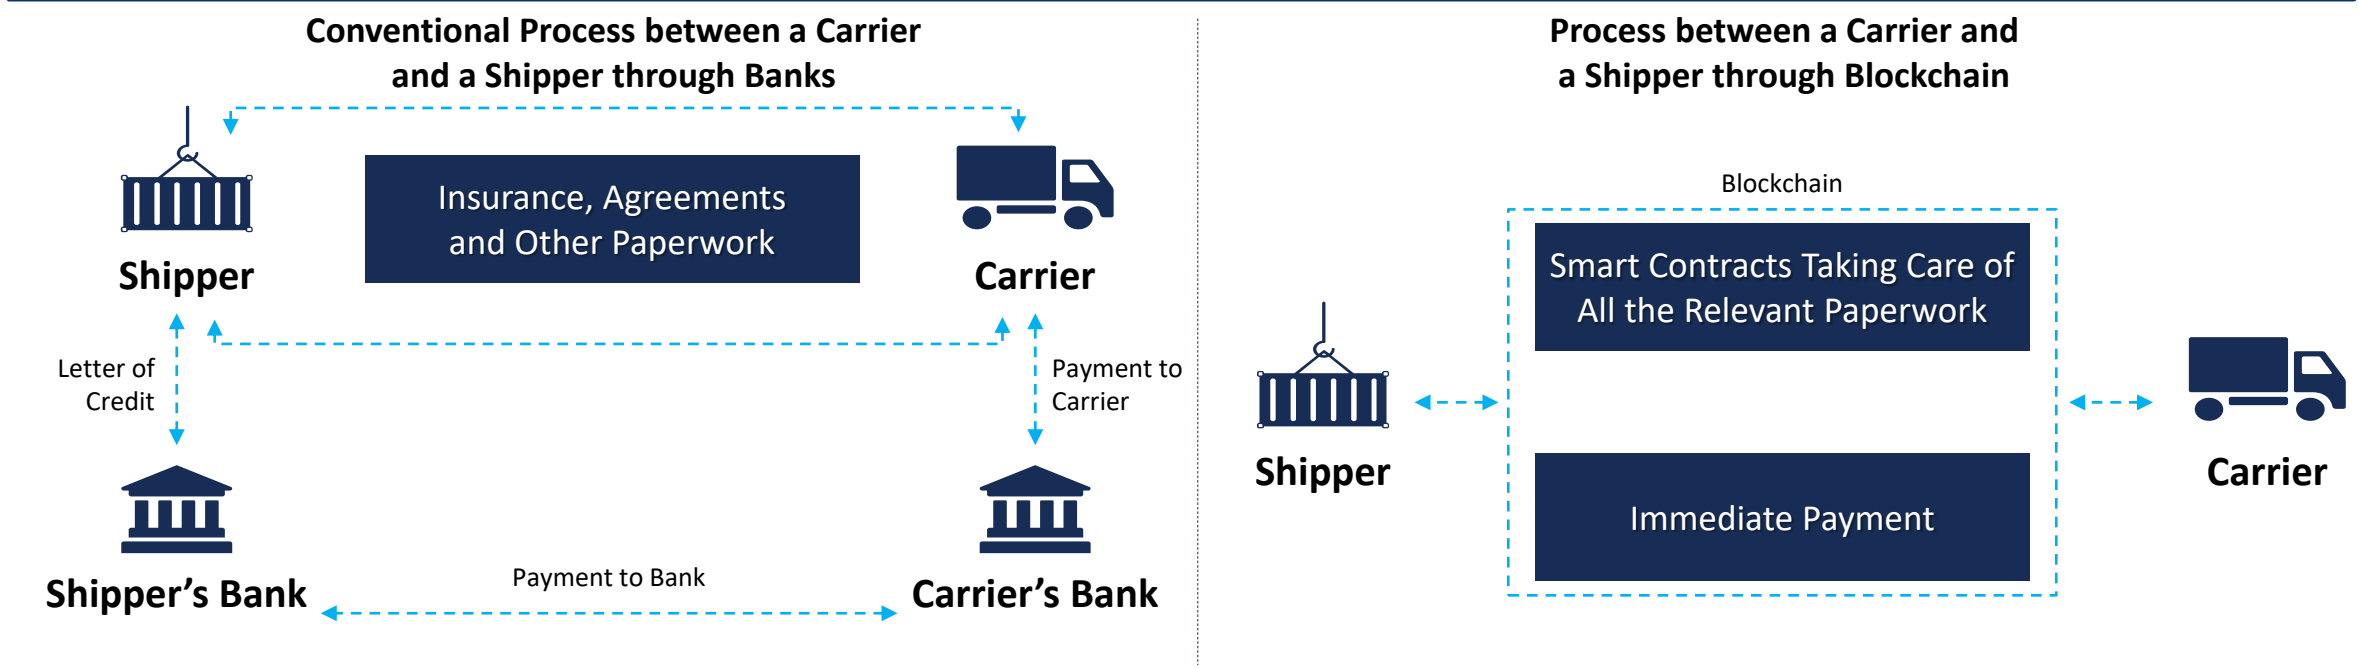 Conventional Process between a Carrier
and a Shipper through Banks
Insurance, Agreements
and Other Paperwork
Shipper
Carrier
Letter of
Credit
Payment to
Carrier
Shipper’s Bank
Payment to Bank
Carrier’s Bank
Process between a Carrier and
a Shipper through Blockchain
Blockchain
Smart Contracts Taking Care of
All the Relevant Paperwork
Shipper
Carrier
Immediate Payment